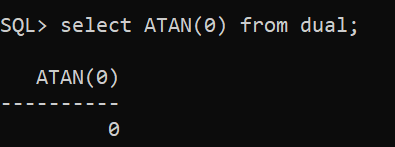 SQL> select ATAN(0) from dual;
ATAN(0)
----------
0